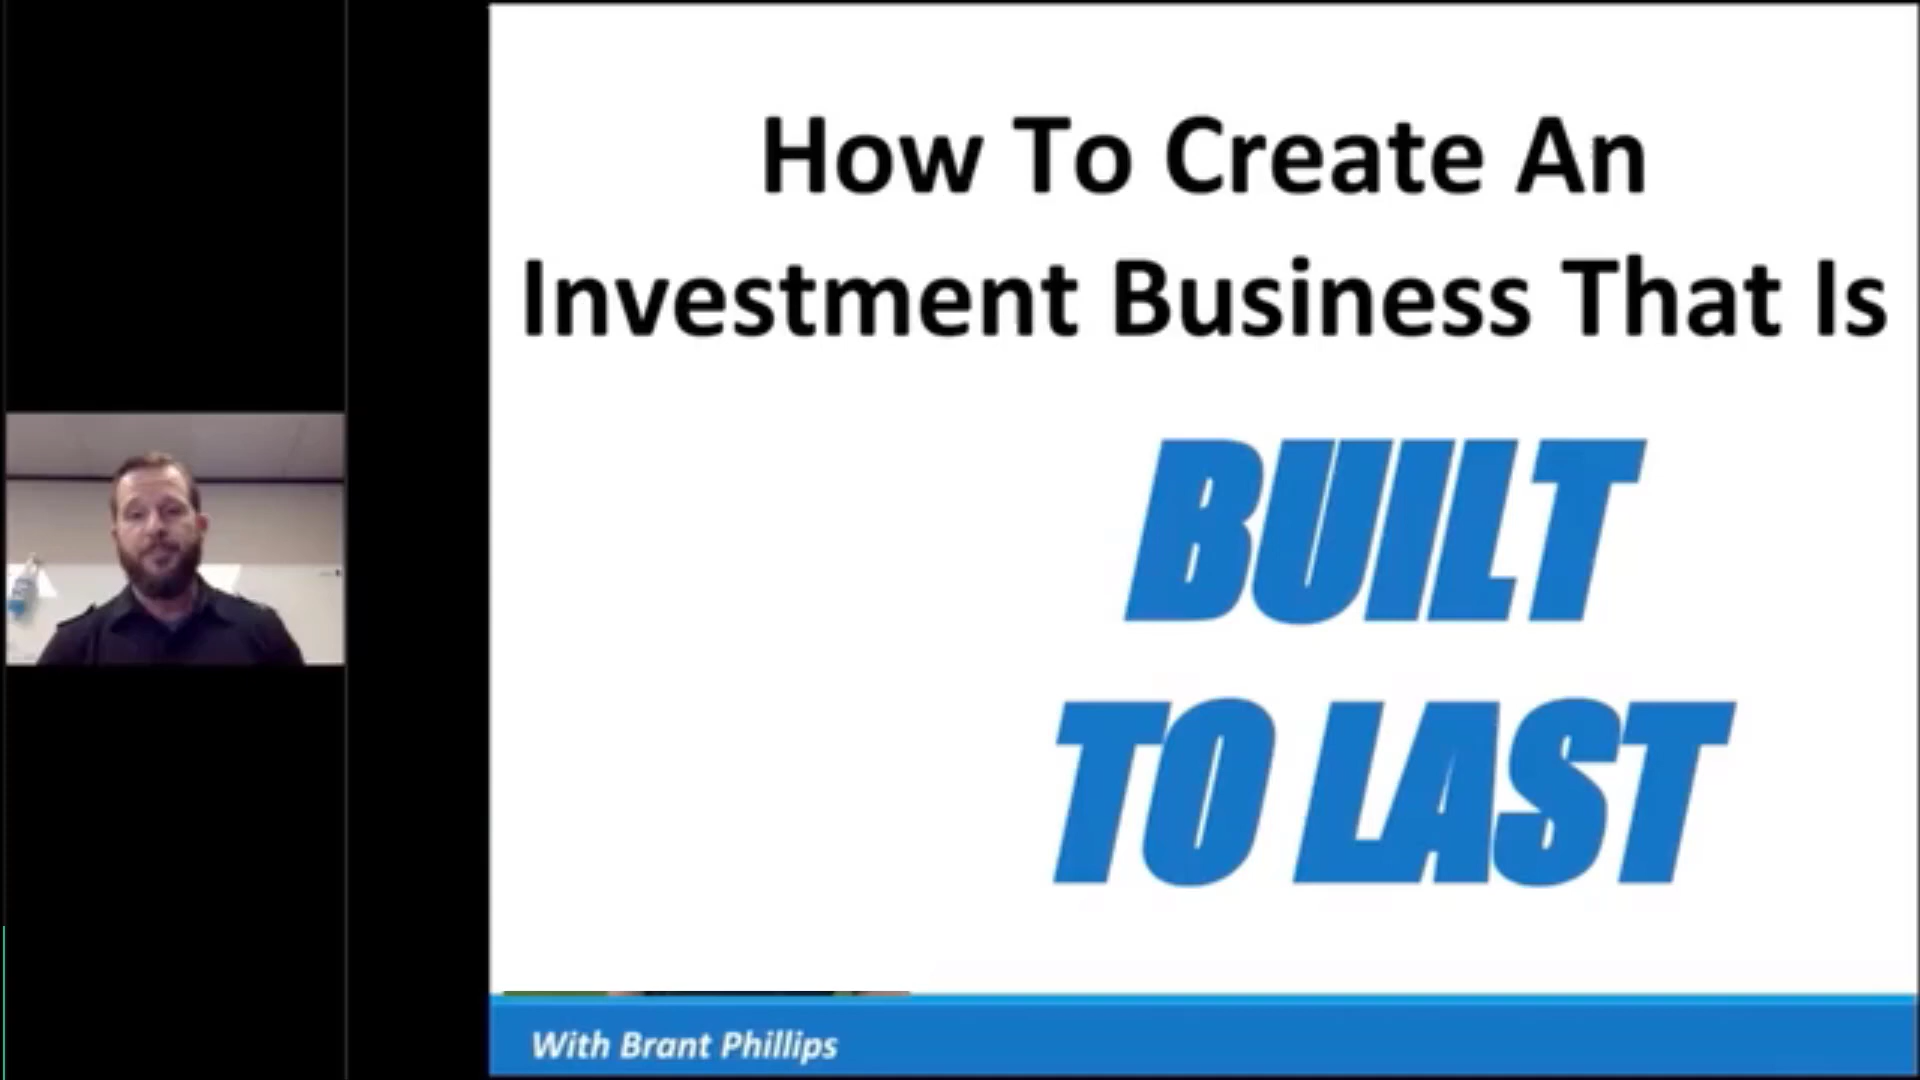 How To Create An
Investment Business That Is
BUILT
TO LAST
With Brant Phillips